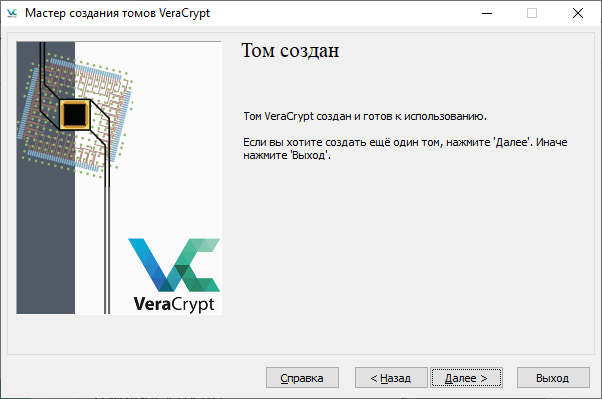 Мастер создания томов VeraCrypt
Том создан
Том VeraCrypt создан и готов к использованию.
Если вы хотите создать ещё один том, нажмите 'Далее'. Иначе
нажмите 'Выход'.
VeraCrypt
Справка
< Назад
Далее >
Выход